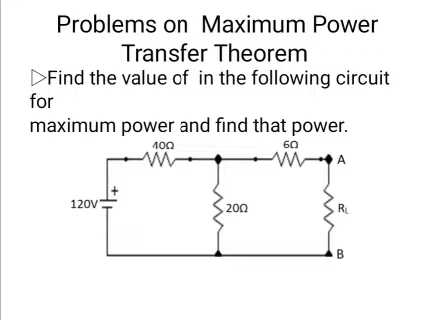 Problems on Maximum Power
Transfer Theorem
▷Find the value of in the following circuit
for
maximum power and find that power.
40Ω 6Ω
A
+
120V 20Ω RL
B